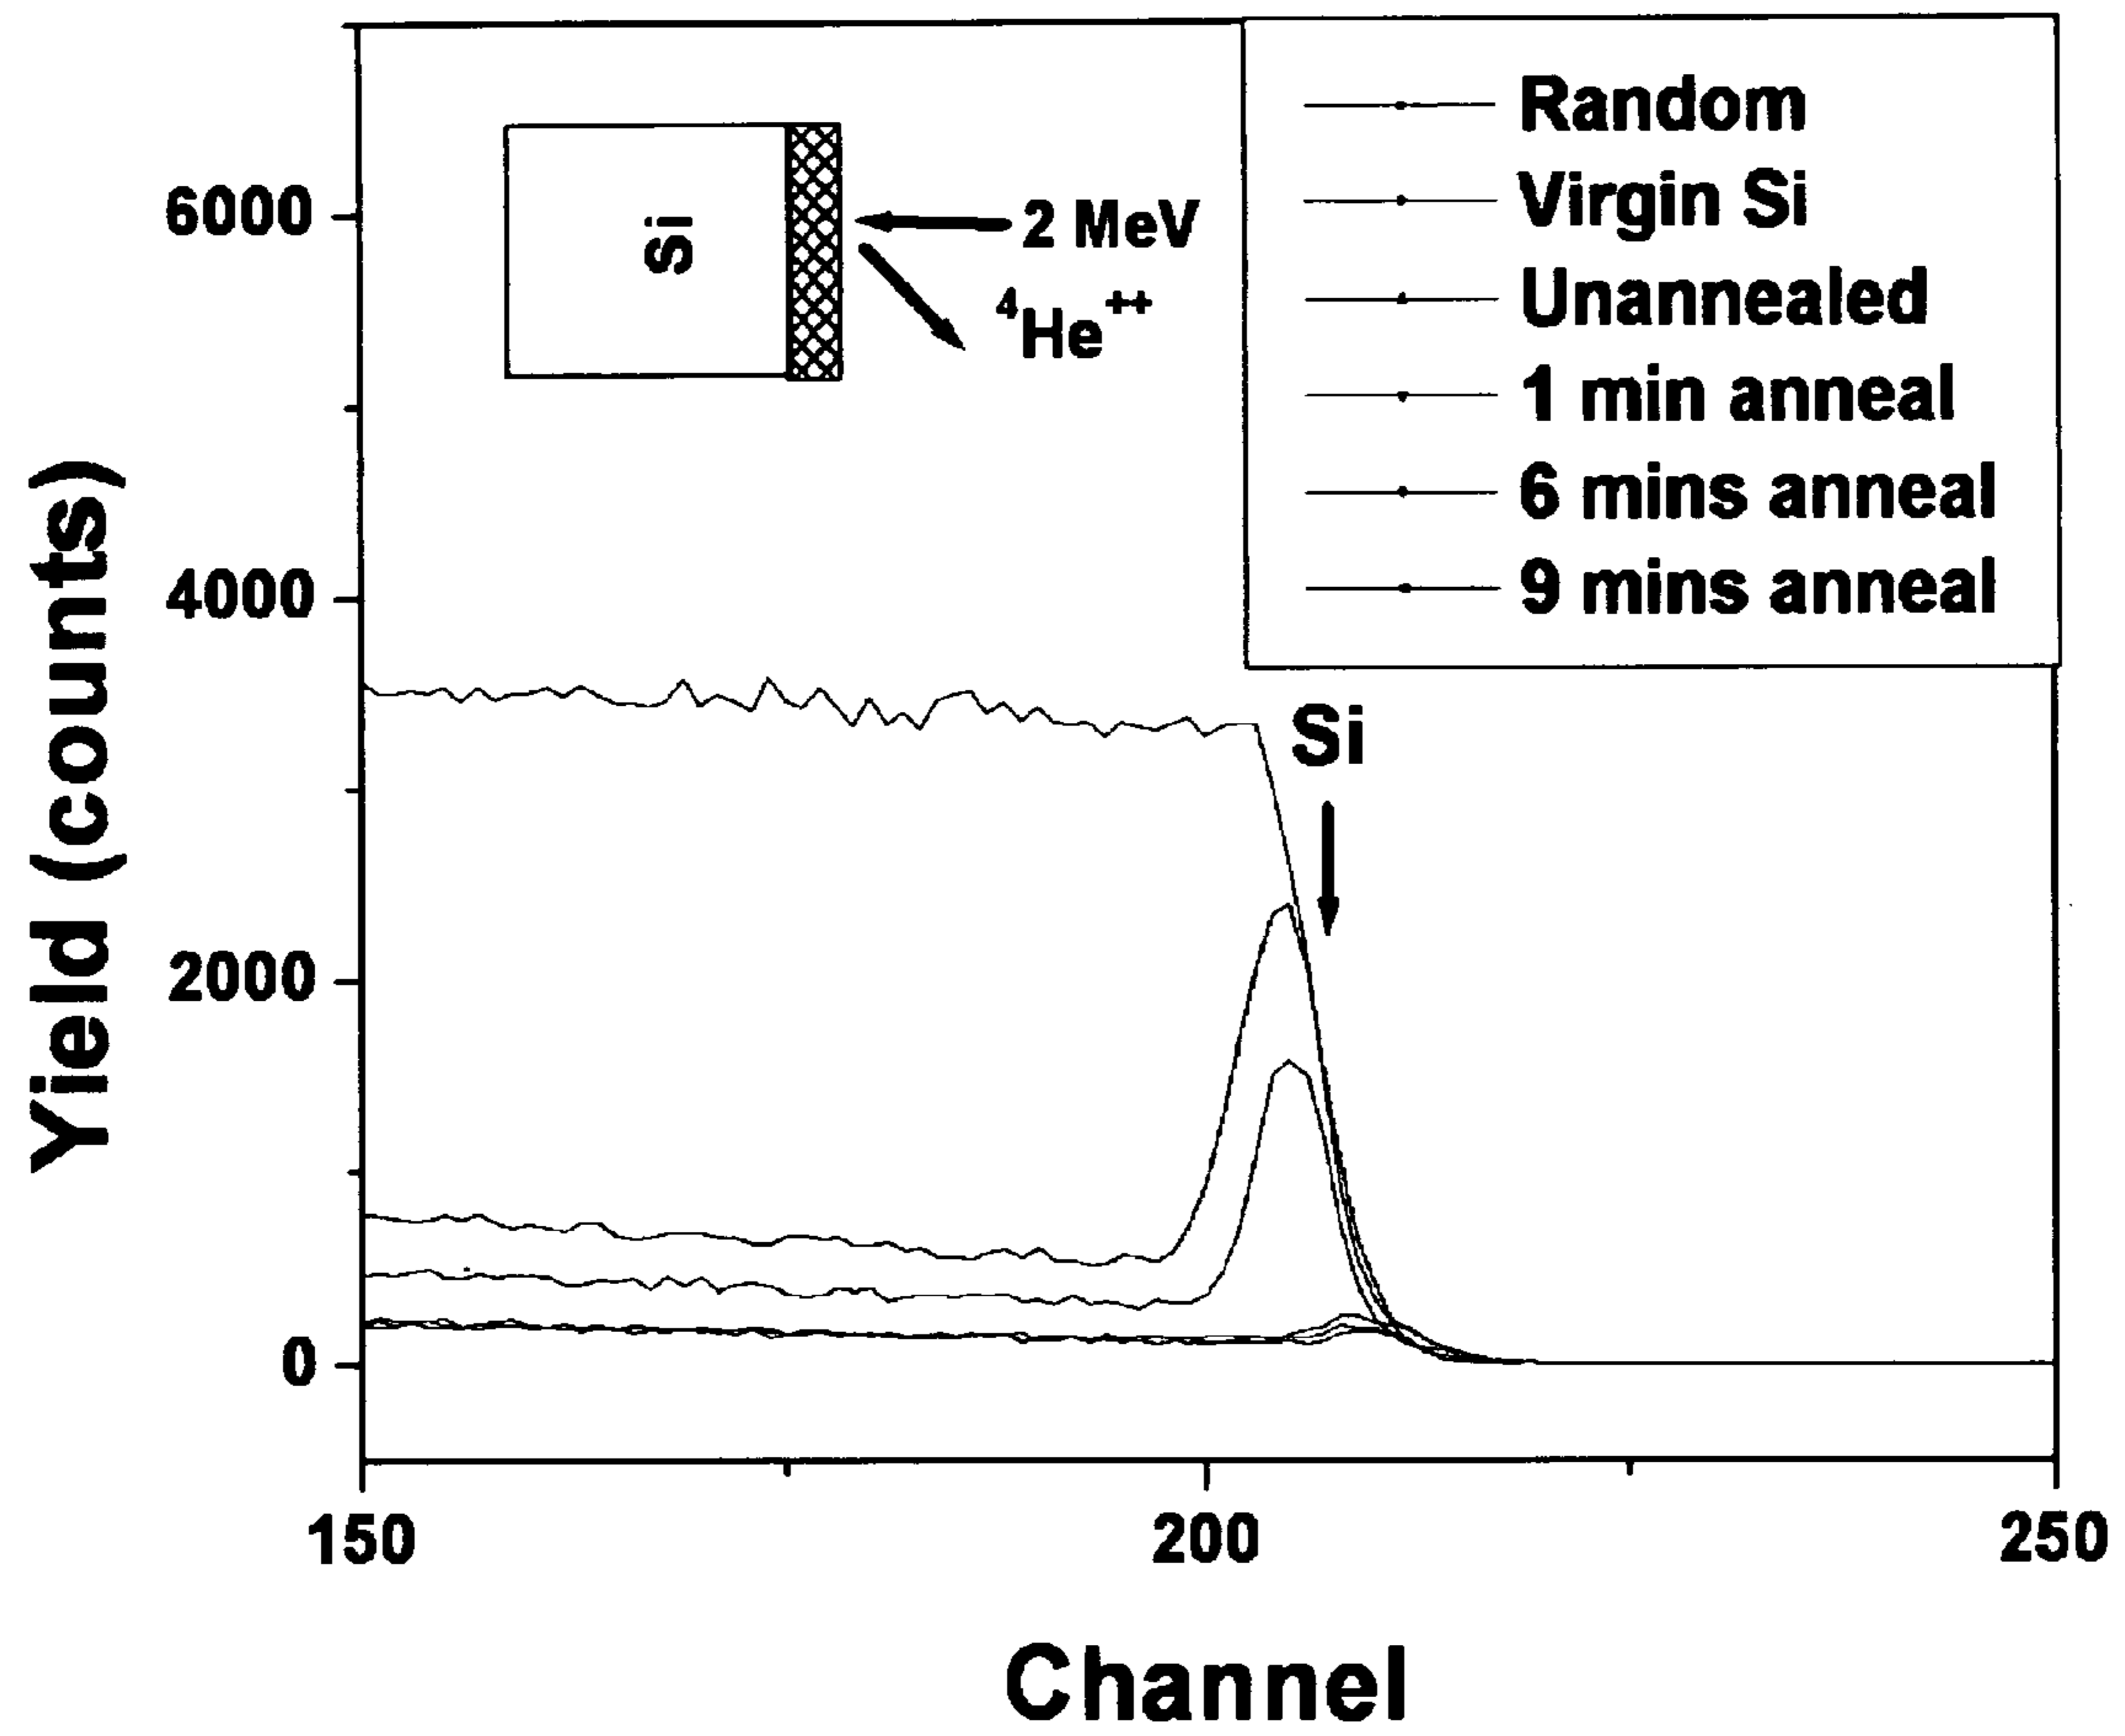 Random
Virgin Si
Unannealed
1 min anneal
6 mins anneal
9 mins anneal
Si
2 MeV
⁴He⁺⁺
Si
Yield (counts)
6000
4000
2000
0
150
200
250
Channel